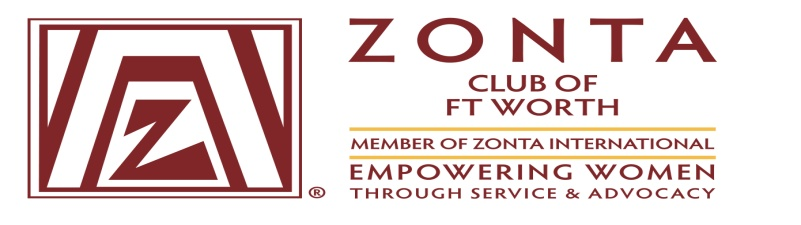 ZONTA
CLUB OF
FT WORTH
MEMBER OF ZONTA INTERNATIONAL
EMPOWERING WOMEN
THROUGH SERVICE & ADVOCACY
®